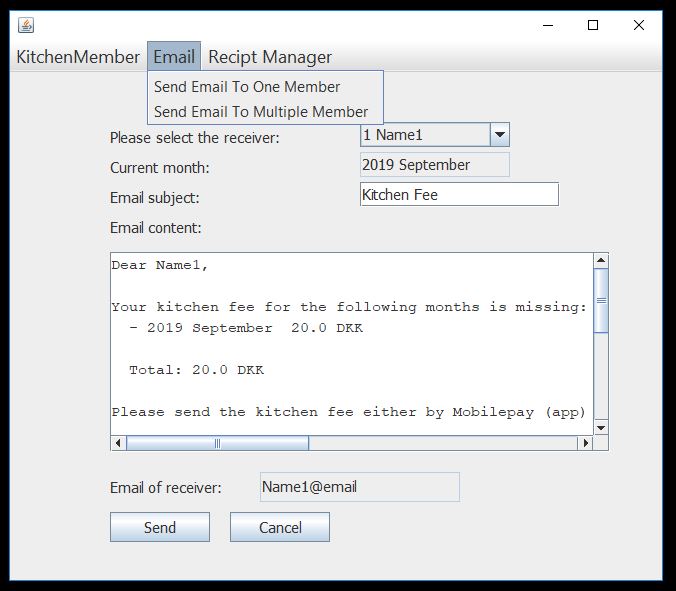 KitchenMember Email Recipt Manager
Send Email To One Member
Send Email To Multiple Member
Please select the receiver: 1 Name1
Current month: 2019 September
Email subject: Kitchen Fee
Email content:
Dear Name1,
Your kitchen fee for the following months is missing:
- 2019 September 20.0 DKK
Total: 20.0 DKK
Please send the kitchen fee either by Mobilepay (app)
Email of receiver: Name1@email
Send Cancel